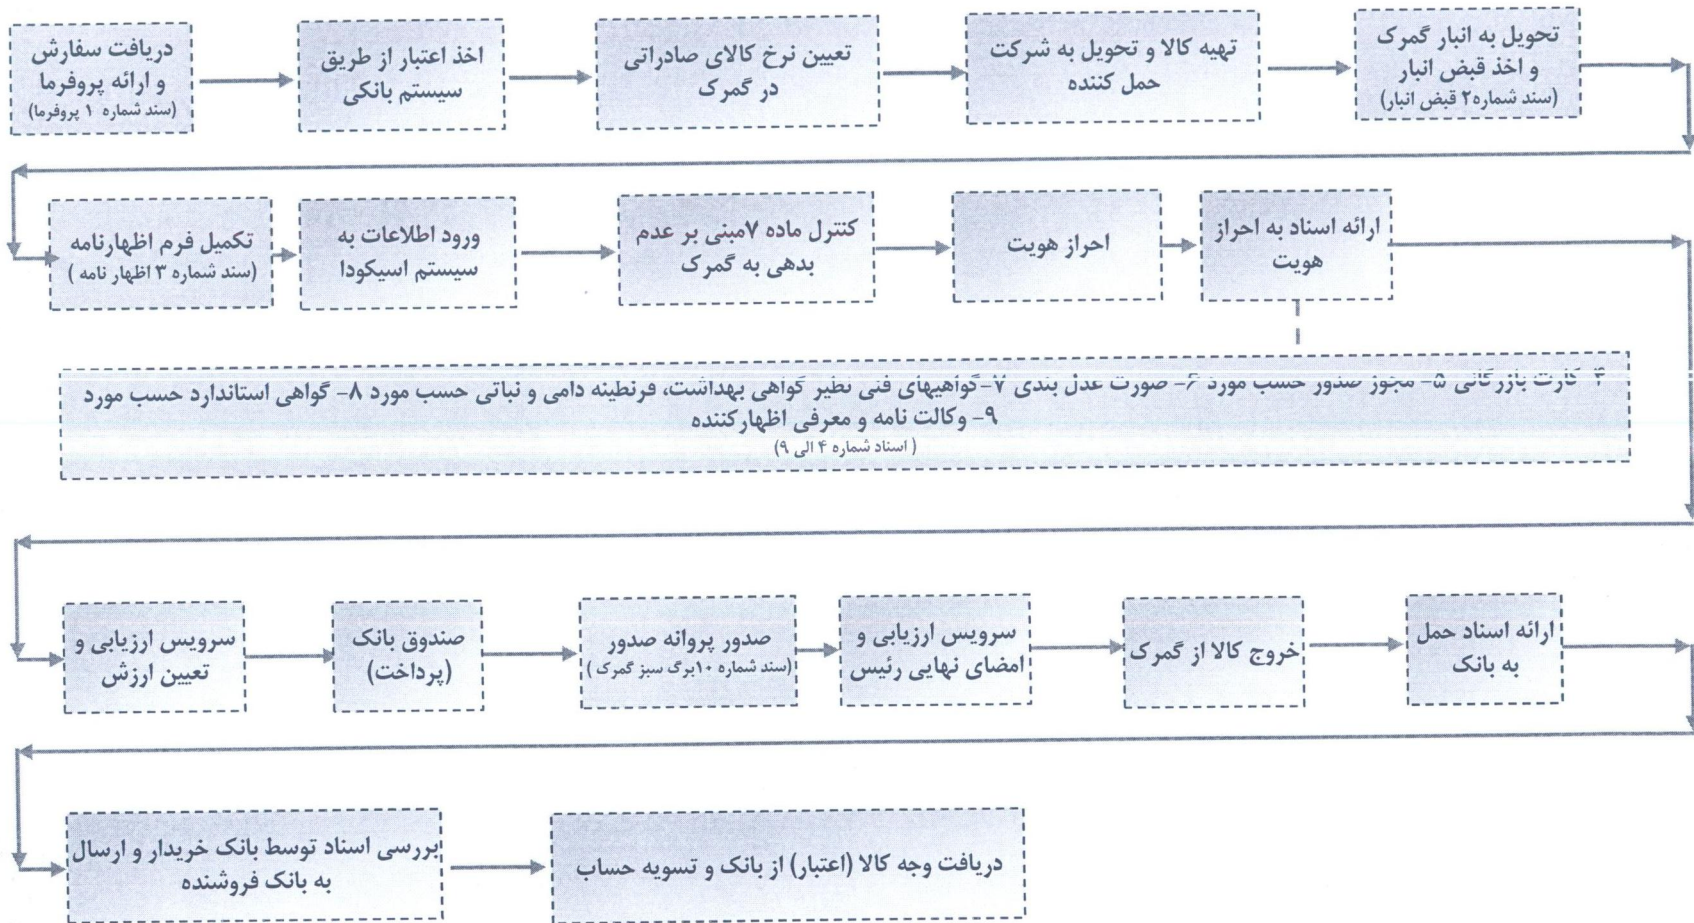 دریافت سفارش
و ارائه پروفرما
(سند شماره ۱ پروفرما)
اخذ اعتبار از طریق
سیستم بانکی
تعیین نرخ کالای صادراتی
در گمرک
تهیه کالا و تحویل به شرکت
حمل کننده
تحویل به انبار گمرک
و اخذ قبض انبار
(سند شماره۲ قبض انبار)
تکمیل فرم اظهارنامه
(سند شماره ۳ اظهار نامه )
ورود اطلاعات به
سیستم اسیکودا
کنترل ماده ۷مبنی بر عدم
بدهی به گمرک
احراز هویت
ارائه اسناد به احراز
هویت
۴- کارت بازرگانی ۵- مجوز صدور حسب مورد ۶- صورت عدل بندی ۷-گواهیهای فنی نظیر گواهی بهداشت، قرنطینه دامی و نباتی حسب مورد ۸- گواهی استاندارد حسب مورد
۹- وکالت نامه و معرفی اظهارکننده
( اسناد شماره ۴ الی ۹)
سرویس ارزیابی و
تعیین ارزش
صندوق بانک
(پرداخت)
صدور پروانه صدور
(سند شماره ۱۰برگ سبز گمرک )
سرویس ارزیابی و
امضای نهایی رئیس
خروج کالا از گمرک
ارائه اسناد حمل
به بانک
بررسی اسناد توسط بانک خریدار و ارسال
به بانک فروشنده
دریافت وجه کالا (اعتبار) از بانک و تسویه حساب